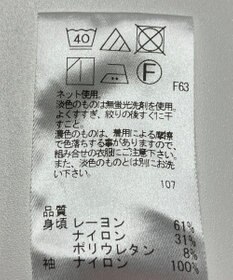 40
F
F63
ネット使用。
淡色のものは無蛍光洗剤を使用。
よくすすぎ、絞りの後すぐに干
すこと。
濃色のものは、着用による摩擦
で色落ちする事がありますので、
組み合せの衣服にご注意下さい。
また、淡色のものとは別にお洗
い下さい。
107
品質
身頃 レーヨン 61%
ナイロン 31%
ポリウレタン 8%
袖 ナイロン 100%